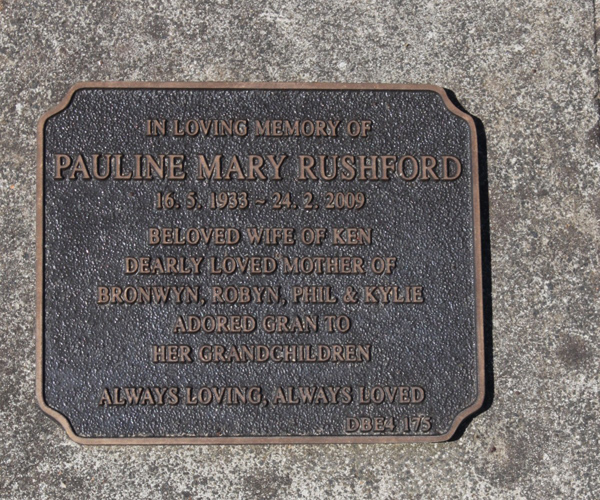 IN LOVING MEMORY OF
PAULINE MARY RUSHFORD
16. 5. 1933 ~ 24. 2. 2009
BELOVED WIFE OF KEN
DEARLY LOVED MOTHER OF
BRONWYN, ROBYN, PHIL & KYLIE
ADORED GRAN TO
HER GRANDCHILDREN
ALWAYS LOVING, ALWAYS LOVED
DBE4 175